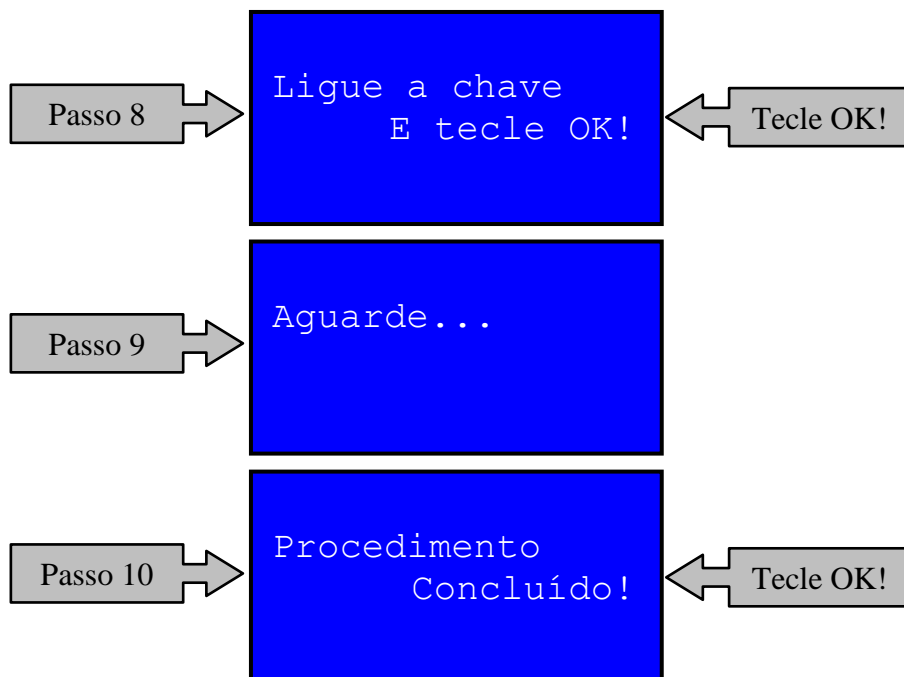 Passo 8
Ligue a chave
E tecle OK!
Tecle OK!
Passo 9
Aguarde...
Passo 10
Procedimento
Concluído!
Tecle OK!